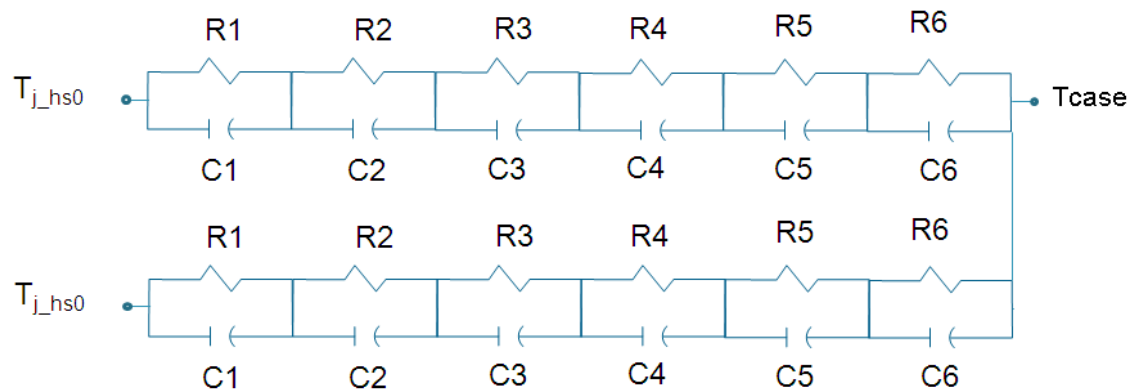 R1 R2 R3 R4 R5 R6
Tj_hs0 Tcase
C1 C2 C3 C4 C5 C6
R1 R2 R3 R4 R5 R6
Tj_hs0
C1 C2 C3 C4 C5 C6